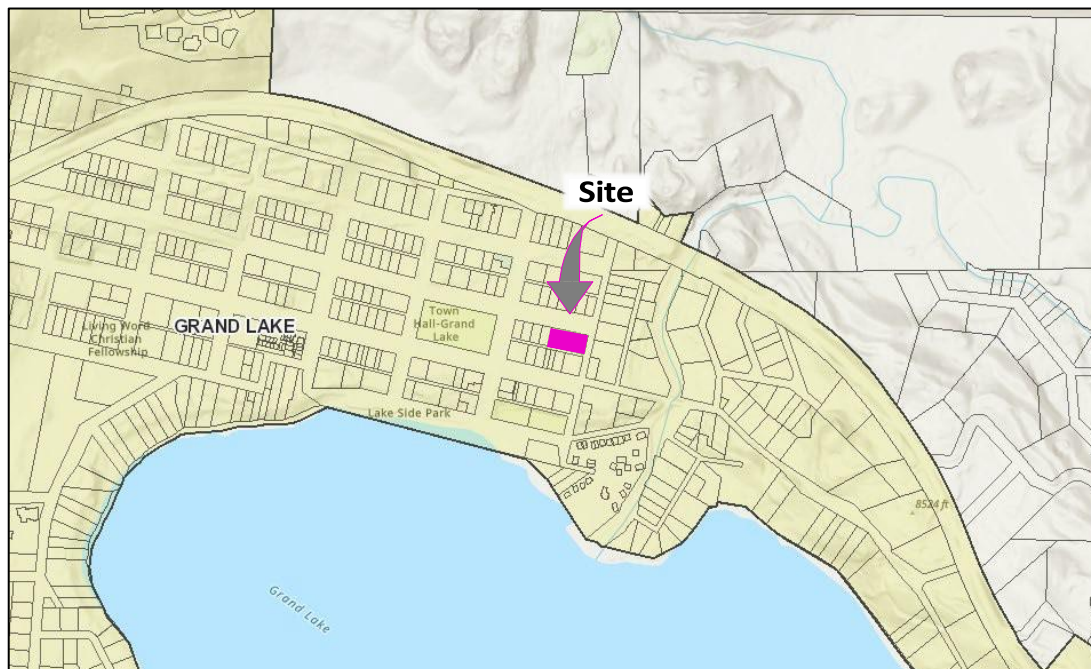 Site
Town
Hall-Grand
Lake
GRAND LAKE
Living Word
Christian
Fellowship
Lake Side Park
8524 ft
Grand Lake